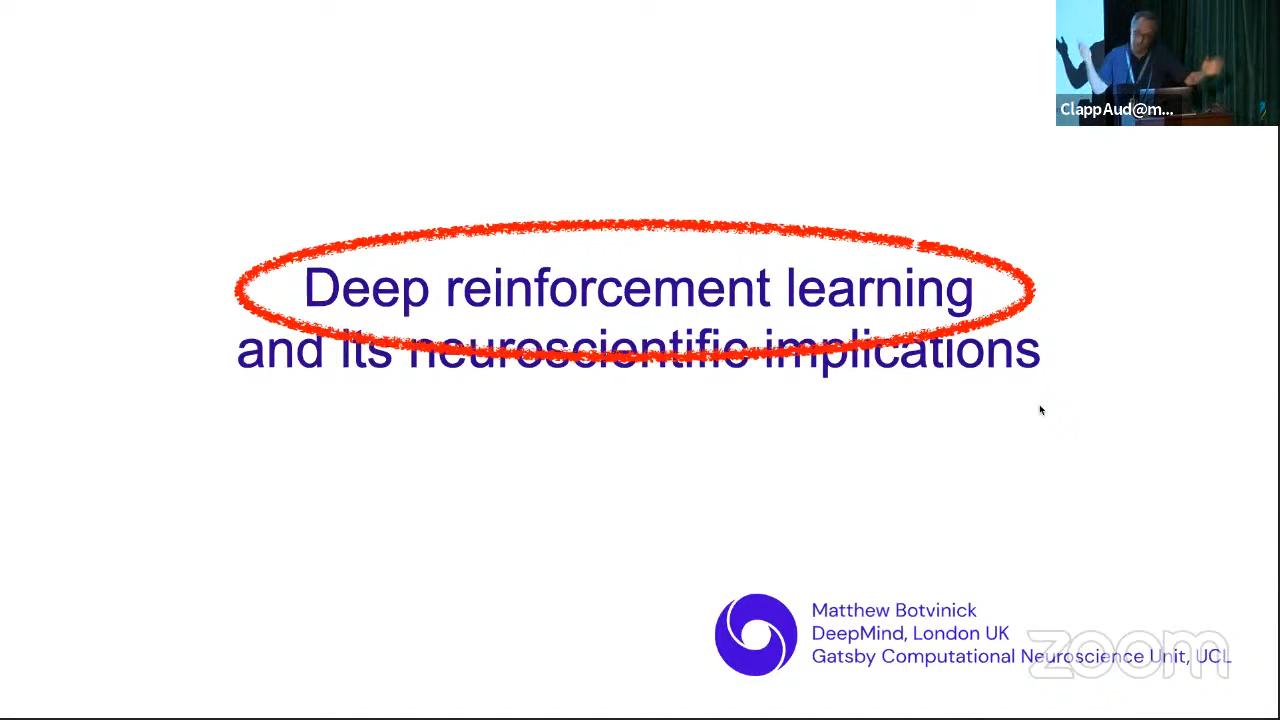 ClappAud@m...
Deep reinforcement learning
and its neuroscientific implications
Matthew Botvinick
DeepMind, London UK
Gatsby Computational Neuroscience Unit, UCL
zoom